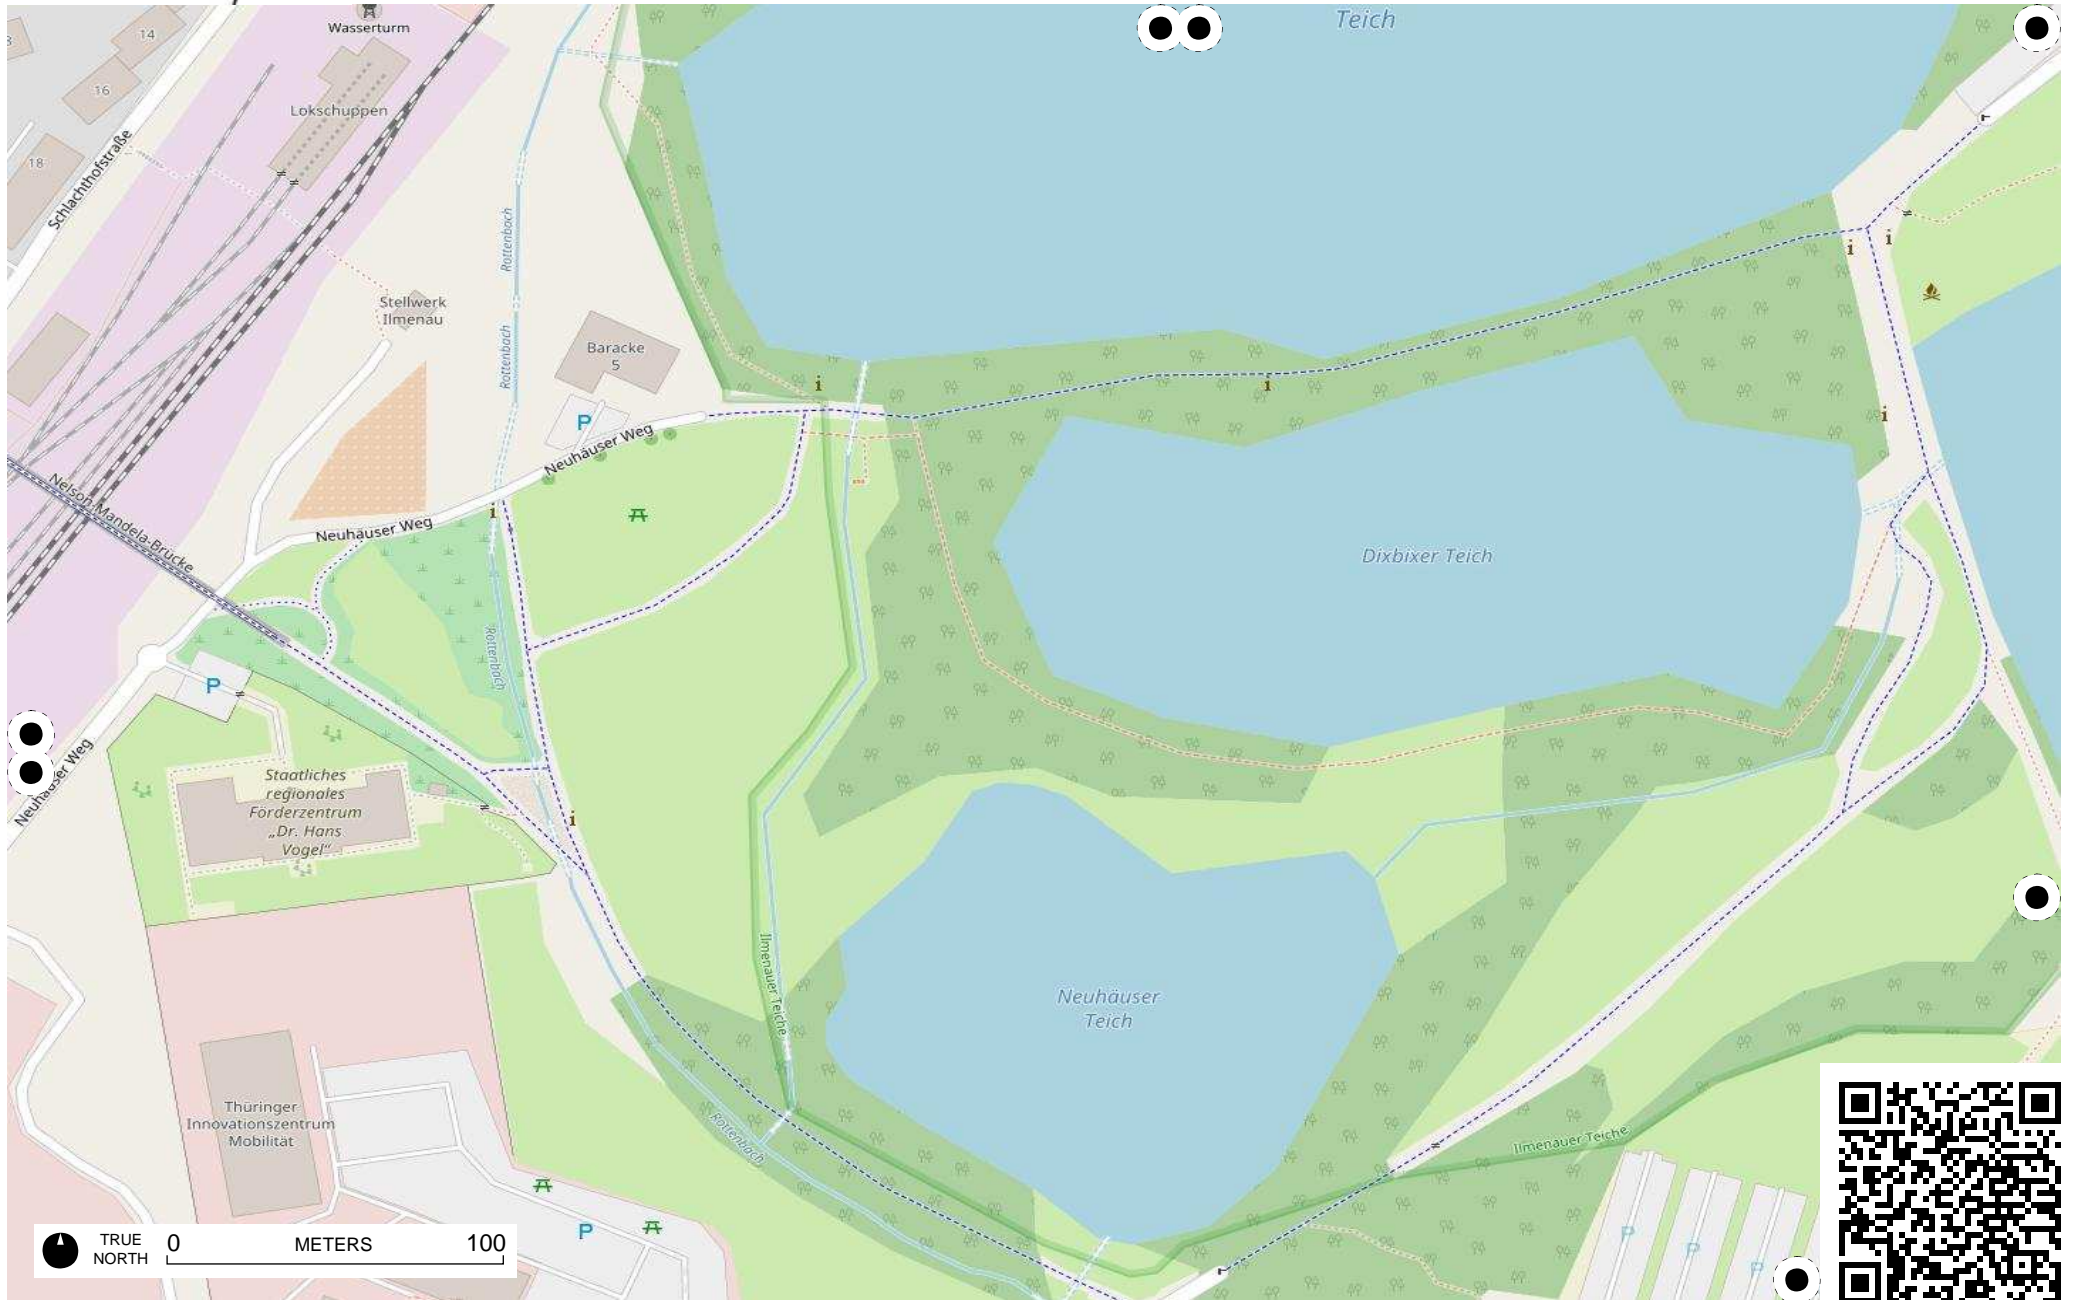 Wasserturm
14
16
18
Lokschuppen
Schlachthofstraße
Teich
Rottenbach
Stellwerk
Ilmenau
Rottenbach
Baracke
5
P
Neuhäuser Weg
Nelson-Mandela-Brücke
Neuhäuser Weg
Dixbixer Teich
Rottenbach
P
Neuhäuser Weg
Staatliches
regionales
Förderzentrum
„Dr. Hans
Vogel“
Ilmenauer Teiche
Neuhäuser
Teich
Thüringer
Innovationszentrum
Mobilität
Rottenbach
Ilmenauer Teiche
P
P
P
P
TRUE
NORTH
0 METERS 100